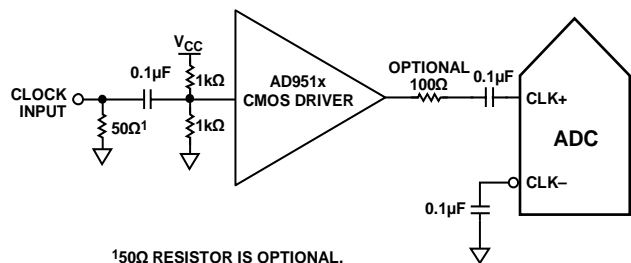 V_CC
0.1µF
1kΩ
CLOCK
INPUT
50Ω¹
1kΩ
AD951x
CMOS DRIVER
OPTIONAL
100Ω
0.1µF
CLK+
ADC
CLK–
0.1µF
¹50Ω RESISTOR IS OPTIONAL.